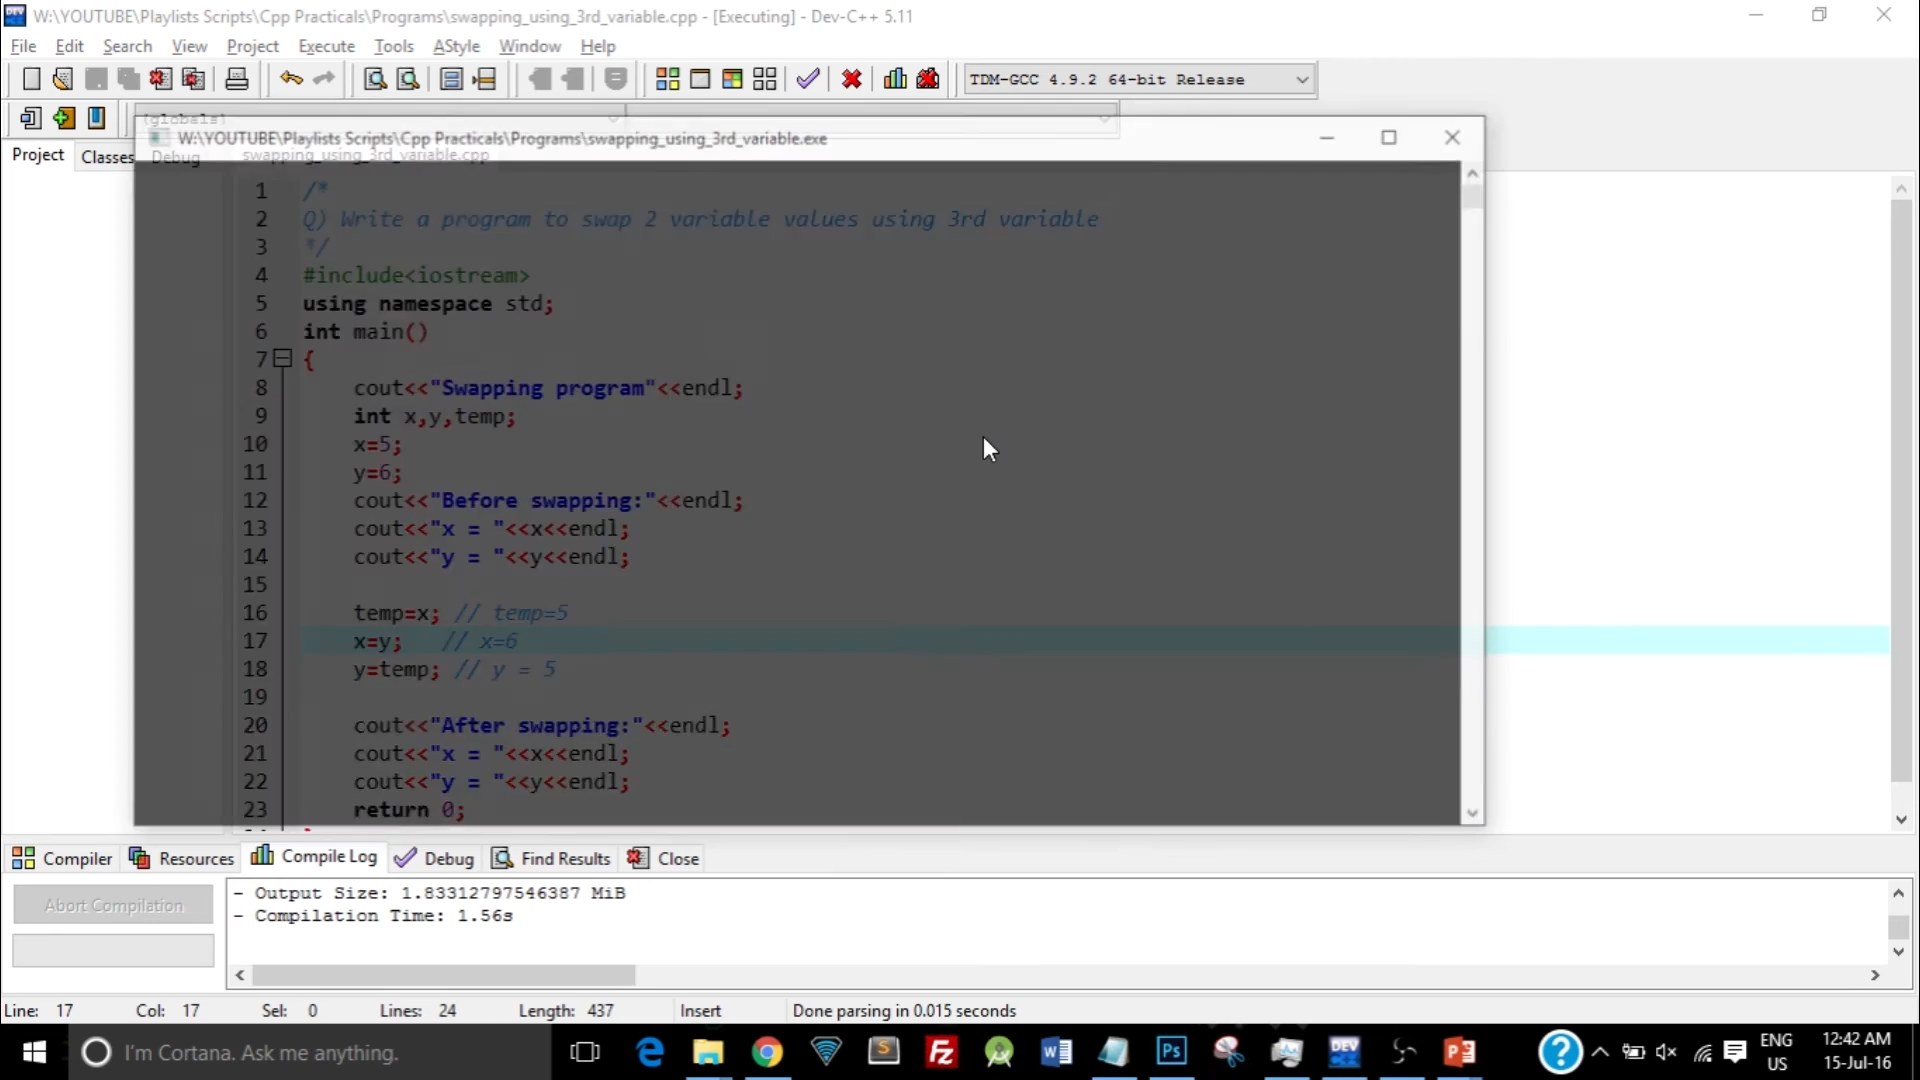 W:\YOUTUBE\Playlists Scripts\Cpp Practicals\Programs\swapping_using_3rd_variable.cpp - [Executing] - Dev-C++ 5.11
File Edit Search View Project Execute Tools AStyle Window Help
TDM-GCC 4.9.2 64-bit Release
(globals)
W:\YOUTUBE\Playlists Scripts\Cpp Practicals\Programs\swapping_using_3rd_variable.exe
Project Classes Debug swapping_using_3rd_variable.cpp
1 /*
2 Q) Write a program to swap 2 variable values using 3rd variable
3 */
4 #include<iostream>
5 using namespace std;
6 int main()
7 {
8 cout<<"Swapping program"<<endl;
9 int x,y,temp;
10 x=5;
11 y=6;
12 cout<<"Before swapping:"<<endl;
13 cout<<"x = "<<x<<endl;
14 cout<<"y = "<<y<<endl;
15
16 temp=x; // temp=5
17 x=y; // x=6
18 y=temp; // y = 5
19
20 cout<<"After swapping:"<<endl;
21 cout<<"x = "<<x<<endl;
22 cout<<"y = "<<y<<endl;
23 return 0;
Compiler Resources Compile Log Debug Find Results Close
Abort Compilation
- Output Size: 1.83312797546387 MiB
- Compilation Time: 1.56s
Line: 17 Col: 17 Sel: 0 Lines: 24 Length: 437 Insert Done parsing in 0.015 seconds
I'm Cortana. Ask me anything.
ENG
US
12:42 AM
15-Jul-16